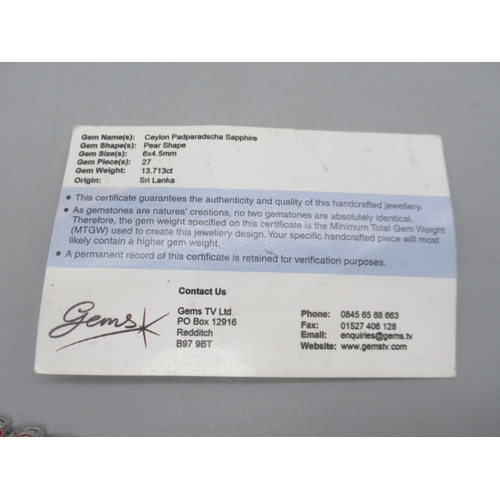 Gem Name(s): Ceylon Padparadscha Sapphire
Gem Shape(s): Pear Shape
Gem Size(s): 6x4.5mm
Gem Piece(s): 27
Gem Weight: 13.713ct
Origin: Sri Lanka
• This certificate guarantees the authenticity and quality of this handcrafted jewellery.
• As gemstones are natures' creations, no two gemstones are absolutely identical.
Therefore, the gem weight specified on this certificate is the Minimum Total Gem Weight
(MTGW) used to create this jewellery design. Your specific handcrafted piece will most
likely contain a higher gem weight.
• A permanent record of this certificate is retained for verification purposes.
Gems
Contact Us
Gems TV Ltd
PO Box 12916
Redditch
B97 9BT
Phone: 0845 65 88 663
Fax: 01527 406 128
Email: enquiries@gems.tv
Website: www.gemstv.com